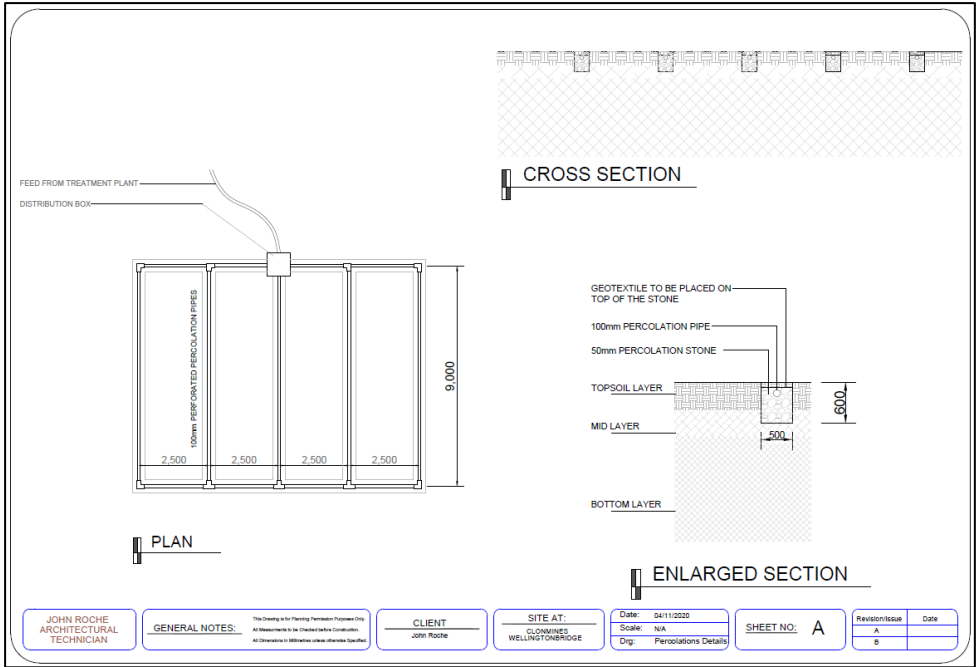 CROSS SECTION
FEED FROM TREATMENT PLANT
DISTRIBUTION BOX
100mm PERFORATED PERCOLATION PIPES
9,000
2,500
2,500
2,500
2,500
PLAN
GEOTEXTILE TO BE PLACED ON
TOP OF THE STONE
100mm PERCOLATION PIPE
50mm PERCOLATION STONE
TOPSOIL LAYER
MID LAYER
BOTTOM LAYER
600
500
ENLARGED SECTION
JOHN ROCHE
ARCHITECTURAL
TECHNICIAN
GENERAL NOTES:
This Drawing is for Planning Permission Purposes Only.
All Measurments to be Checked before Construction.
All Dimensions in Millimetres unless otherwise Specified.
CLIENT
John Roche
SITE AT:
CLONMINES
WELLINGTONBRIDGE
Date: 04/11/2020
Scale: N/A
Drg: Percolations Details
SHEET NO: A
Revision/Issue Date
A
B